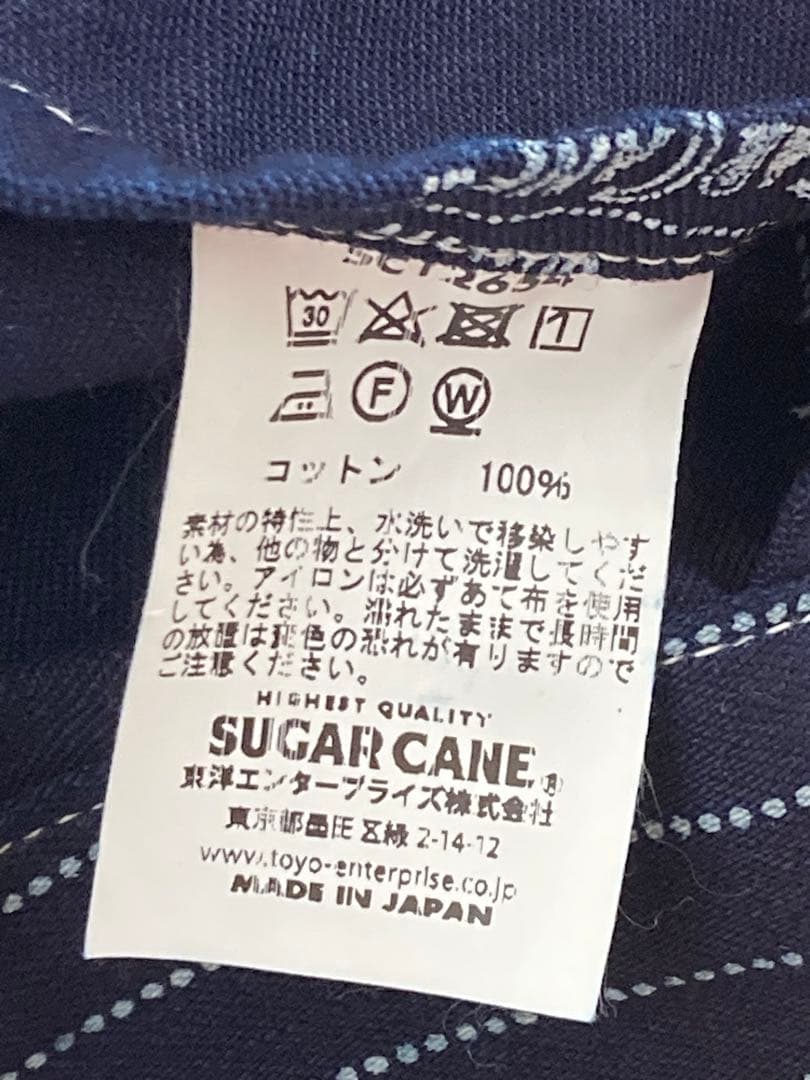 30
F
W
コットン 100%
素材の特性上、水洗いで移染しやす
い為、他の物と分けて洗濯してくだ
さい。アイロンは必ずあて布を使用
してください。濡れたままで長時間
の放置は斑色の恐れが有りますので
ご注意ください。
HIGHEST QUALITY
SUGAR CANE®
東洋エンタープライズ株式会社
東京都墨田区緑 2-14-12
www.toyo-enterprise.co.jp
MADE IN JAPAN